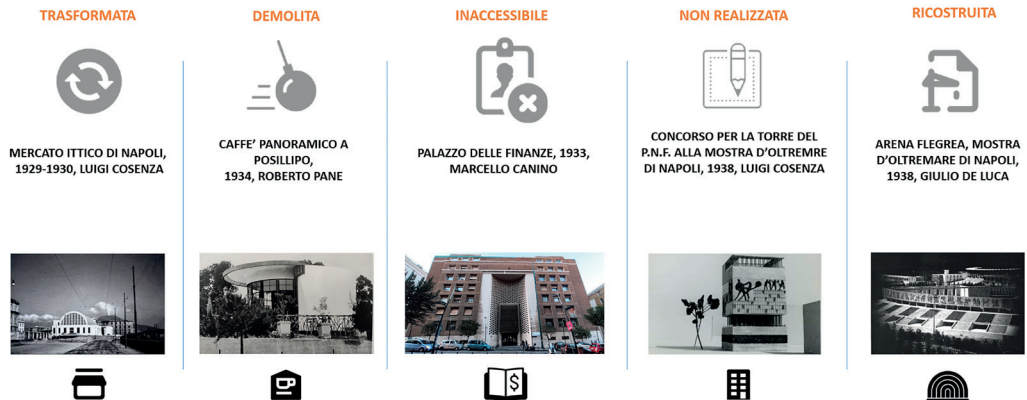 TRASFORMATA
MERCATO ITTICO DI NAPOLI,
1929-1930, LUIGI COSENZA
DEMOLITA
CAFFE' PANORAMICO A
POSILLIPO,
1934, ROBERTO PANE
INACCESSIBILE
PALAZZO DELLE FINANZE, 1933,
MARCELLO CANINO
NON REALIZZATA
CONCORSO PER LA TORRE DEL
P.N.F. ALLA MOSTRA D'OLTREMRE
DI NAPOLI, 1938, LUIGI COSENZA
RICOSTRUITA
ARENA FLEGREA, MOSTRA
D'OLTREMARE DI NAPOLI,
1938, GIULIO DE LUCA
$